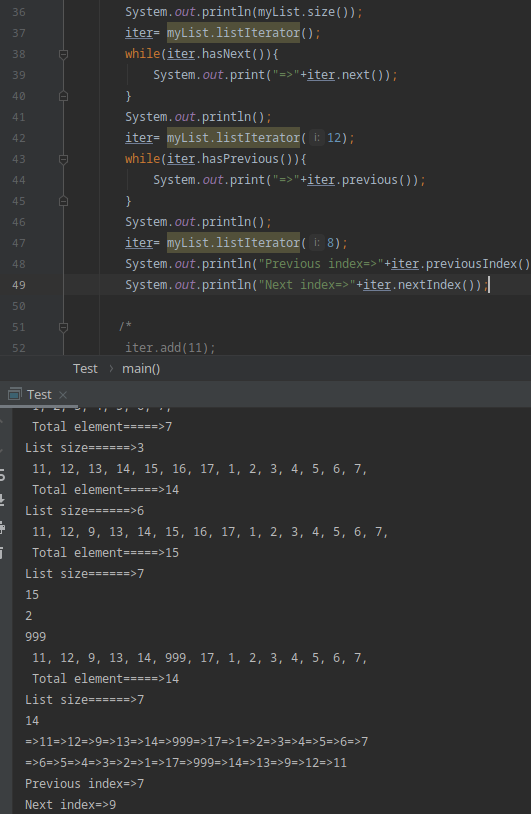 36 System.out.println(myList.size());
37 iter= myList.listIterator();
38 while(iter.hasNext()){
39 System.out.print("=>"+iter.next());
40 }
41 System.out.println();
42 iter= myList.listIterator( i: 12);
43 while(iter.hasPrevious()){
44 System.out.print("=>"+iter.previous());
45 }
46 System.out.println();
47 iter= myList.listIterator( i: 8);
48 System.out.println("Previous index=>"+iter.previousIndex()
49 System.out.println("Next index=>"+iter.nextIndex());
50
51 /*
52 iter.add(11);
Test > main()
Test ×
1, 2, 3, 4, 5, 6, 7,
Total element=====>7
List size======>3
11, 12, 13, 14, 15, 16, 17, 1, 2, 3, 4, 5, 6, 7,
Total element=====>14
List size======>6
11, 12, 9, 13, 14, 15, 16, 17, 1, 2, 3, 4, 5, 6, 7,
Total element=====>15
List size======>7
15
2
999
11, 12, 9, 13, 14, 999, 17, 1, 2, 3, 4, 5, 6, 7,
Total element=====>14
List size======>7
14
=>11=>12=>9=>13=>14=>999=>17=>1=>2=>3=>4=>5=>6=>7
=>6=>5=>4=>3=>2=>1=>17=>999=>14=>13=>9=>12=>11
Previous index=>7
Next index=>9